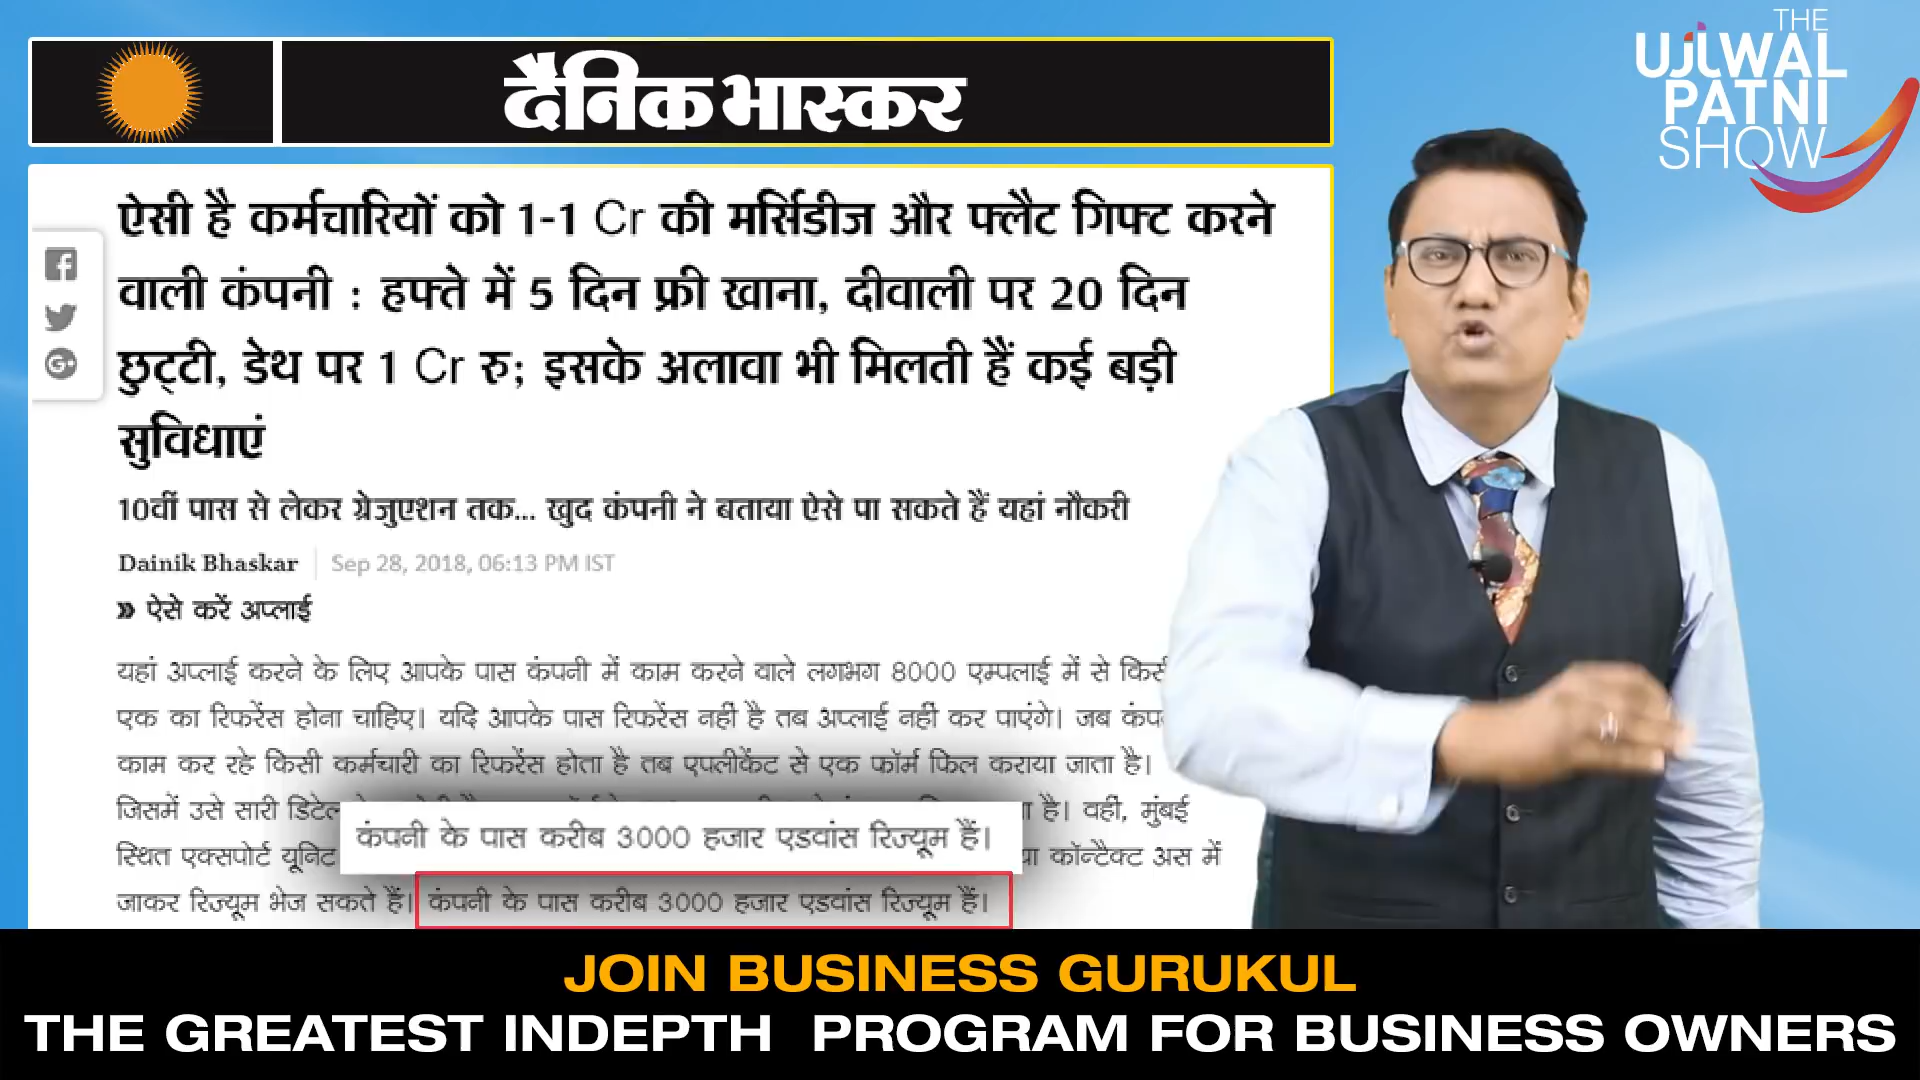 THE
UJJWAL
PATNI
SHOW
दैनिक भास्कर
ऐसी है कर्मचारियों को 1-1 Cr की मर्सिडीज और फ्लैट गिफ्ट करने
वाली कंपनी : हफ्ते में 5 दिन फ्री खाना, दीवाली पर 20 दिन
छुट्टी, डेथ पर 1 Cr रु; इसके अलावा भी मिलती हैं कई बड़ी
सुविधाएं
10वीं पास से लेकर ग्रेजुएशन तक... खुद कंपनी ने बताया ऐसे पा सकते हैं यहां नौकरी
Dainik Bhaskar Sep 28, 2018, 06:13 PM IST
» ऐसे करें अप्लाई
यहां अप्लाई करने के लिए आपके पास कंपनी में काम करने वाले लगभग 8000 एम्पलाई में से
एक का रिफरेंस होना चाहिए। यदि आपके पास रिफरेंस नहीं है तब अप्लाई नहीं कर पाएंगे। जब
काम कर रहे किसी कर्मचारी का रिफरेंस होता है तब एपलीकेंट से एक फॉर्म फिल कराया जाता है।
जिसमें उसे सारी है। वहीं, मुंबई
कंपनी के पास करीब 3000 हजार एडवांस रिज्यूम हैं।
स्थित एक्सपोर्ट यूनिट कॉन्टैक्ट अस में
जाकर रिज्यूम भेज सकते हैं। कंपनी के पास करीब 3000 हजार एडवांस रिज्यूम हैं।
JOIN BUSINESS GURUKUL
THE GREATEST INDEPTH PROGRAM FOR BUSINESS OWNERS